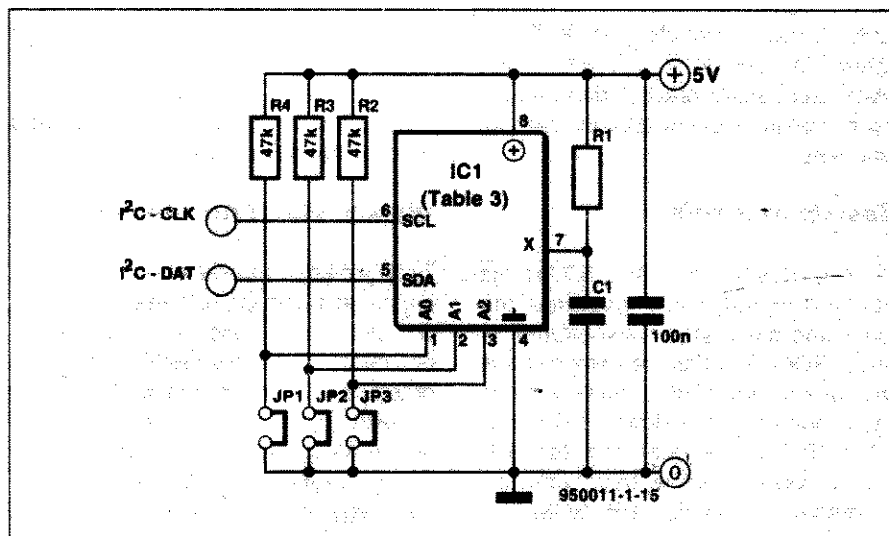 5V
R4
R3
R2
47k
47k
47k
8
R1
IC1
(Table 3)
I²C-CLK
6
SCL
X
7
I²C-DAT
5
SDA
C1
A0
A1
A2
1
2
3
4
100n
JP1
JP2
JP3
950011-1-15
0